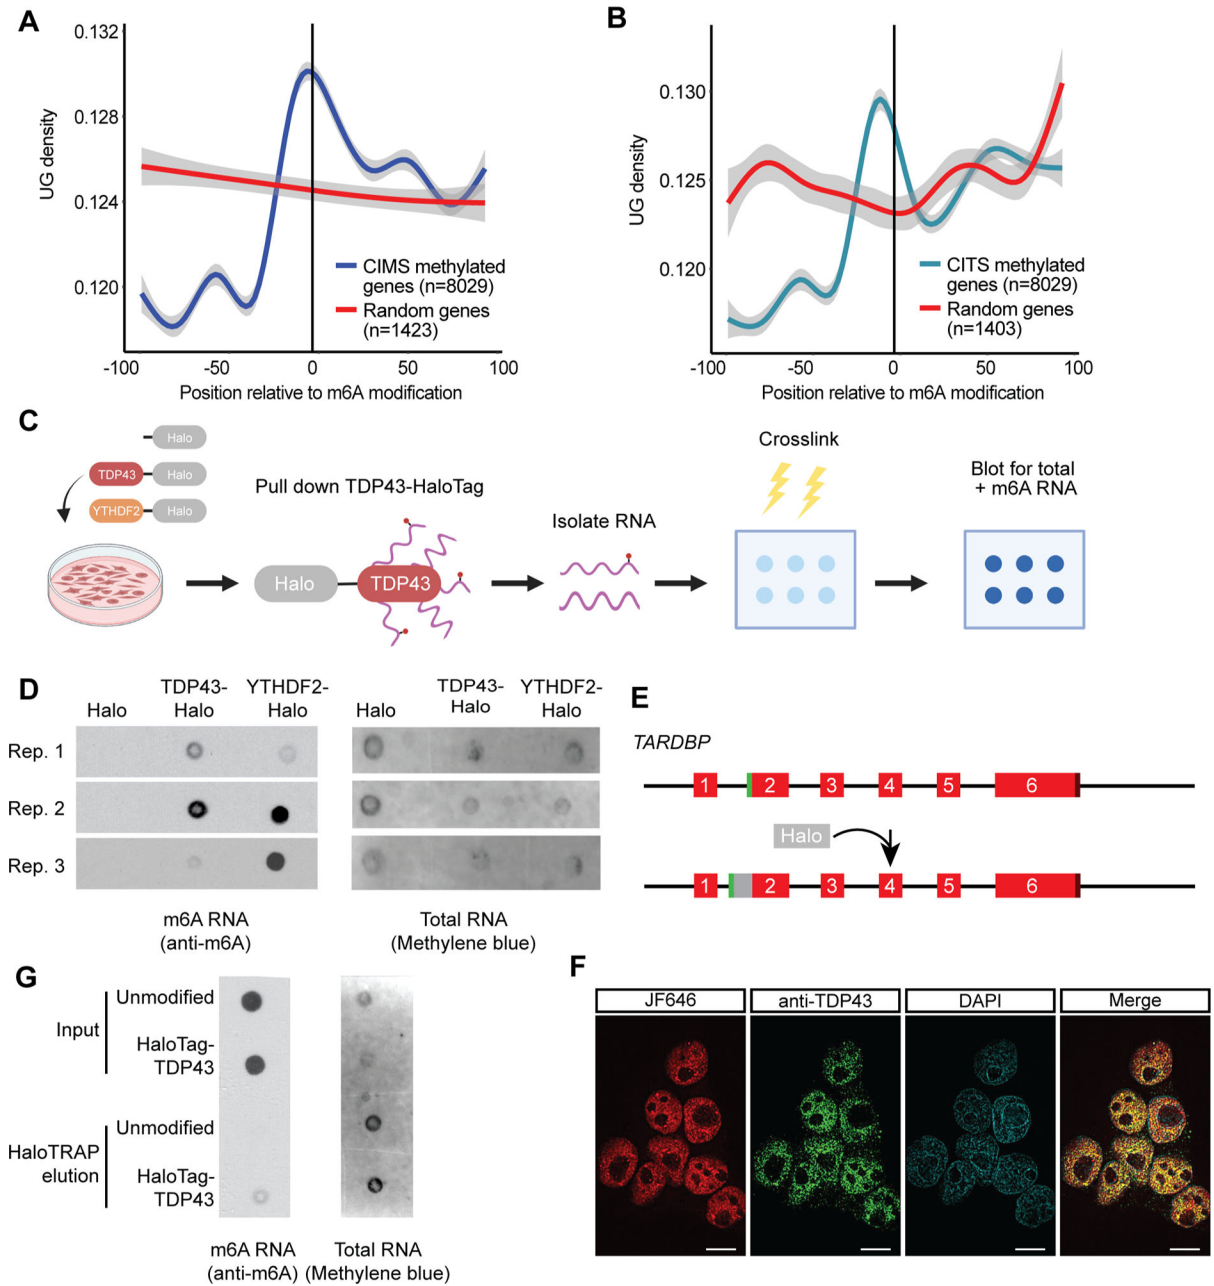 A
0.132
0.128
0.124
0.120
UG density
-100
-50
0
50
100
Position relative to m6A modification
CIMS methylated
genes (n=8029)
Random genes
(n=1423)
B
0.130
0.125
0.120
UG density
-100
-50
0
50
100
Position relative to m6A modification
CITS methylated
genes (n=8029)
Random genes
(n=1403)
C
Halo
TDP43
Halo
YTHDF2
Halo
Pull down TDP43-HaloTag
Halo
TDP43
Isolate RNA
Crosslink
Blot for total
+ m6A RNA
D
Halo
TDP43-
Halo
YTHDF2-
Halo
Halo
TDP43-
Halo
YTHDF2-
Halo
Rep. 1
Rep. 2
Rep. 3
m6A RNA
(anti-m6A)
Total RNA
(Methylene blue)
E
TARDBP
1 2 3 4 5 6
Halo
1 2 3 4 5 6
G
Input
Unmodified
HaloTag-
TDP43
HaloTRAP
elution
Unmodified
HaloTag-
TDP43
m6A RNA
(anti-m6A)
Total RNA
(Methylene blue)
F
JF646
anti-TDP43
DAPI
Merge